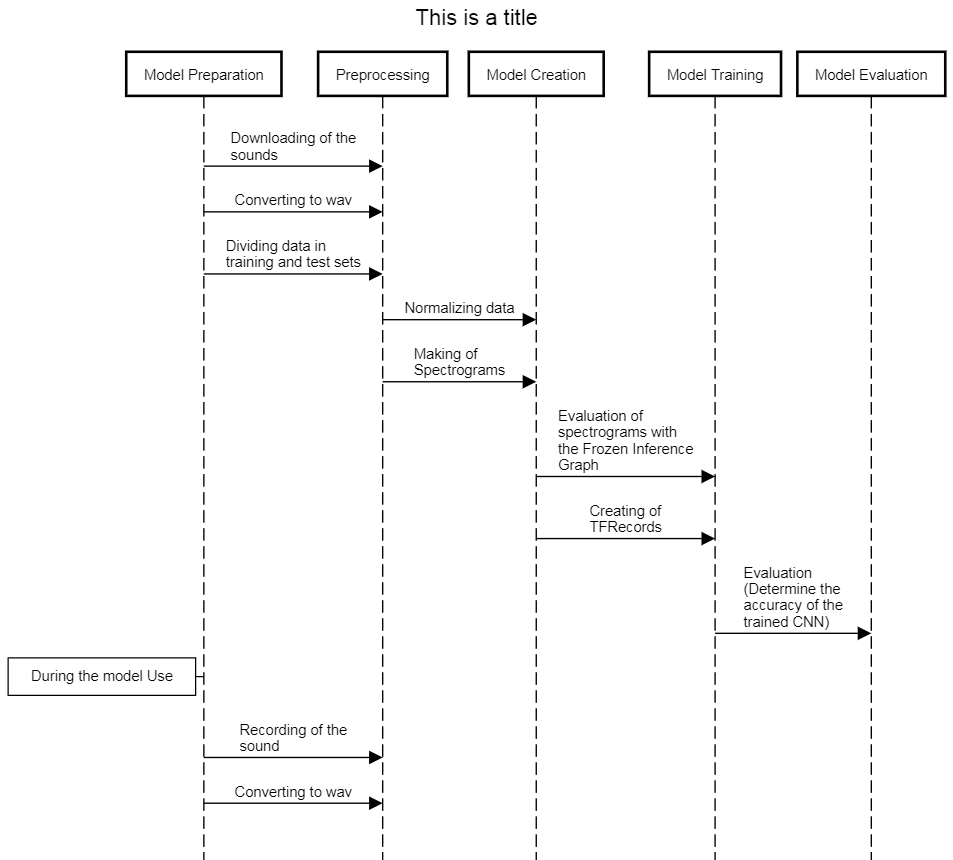 This is a title
Model Preparation
Preprocessing
Model Creation
Model Training
Model Evaluation
Downloading of the
sounds
Converting to wav
Dividing data in
training and test sets
Normalizing data
Making of
Spectrograms
Evaluation of
spectrograms with
the Frozen Inference
Graph
Creating of
TFRecords
Evaluation
(Determine the
accuracy of the
trained CNN)
During the model Use
Recording of the
sound
Converting to wav